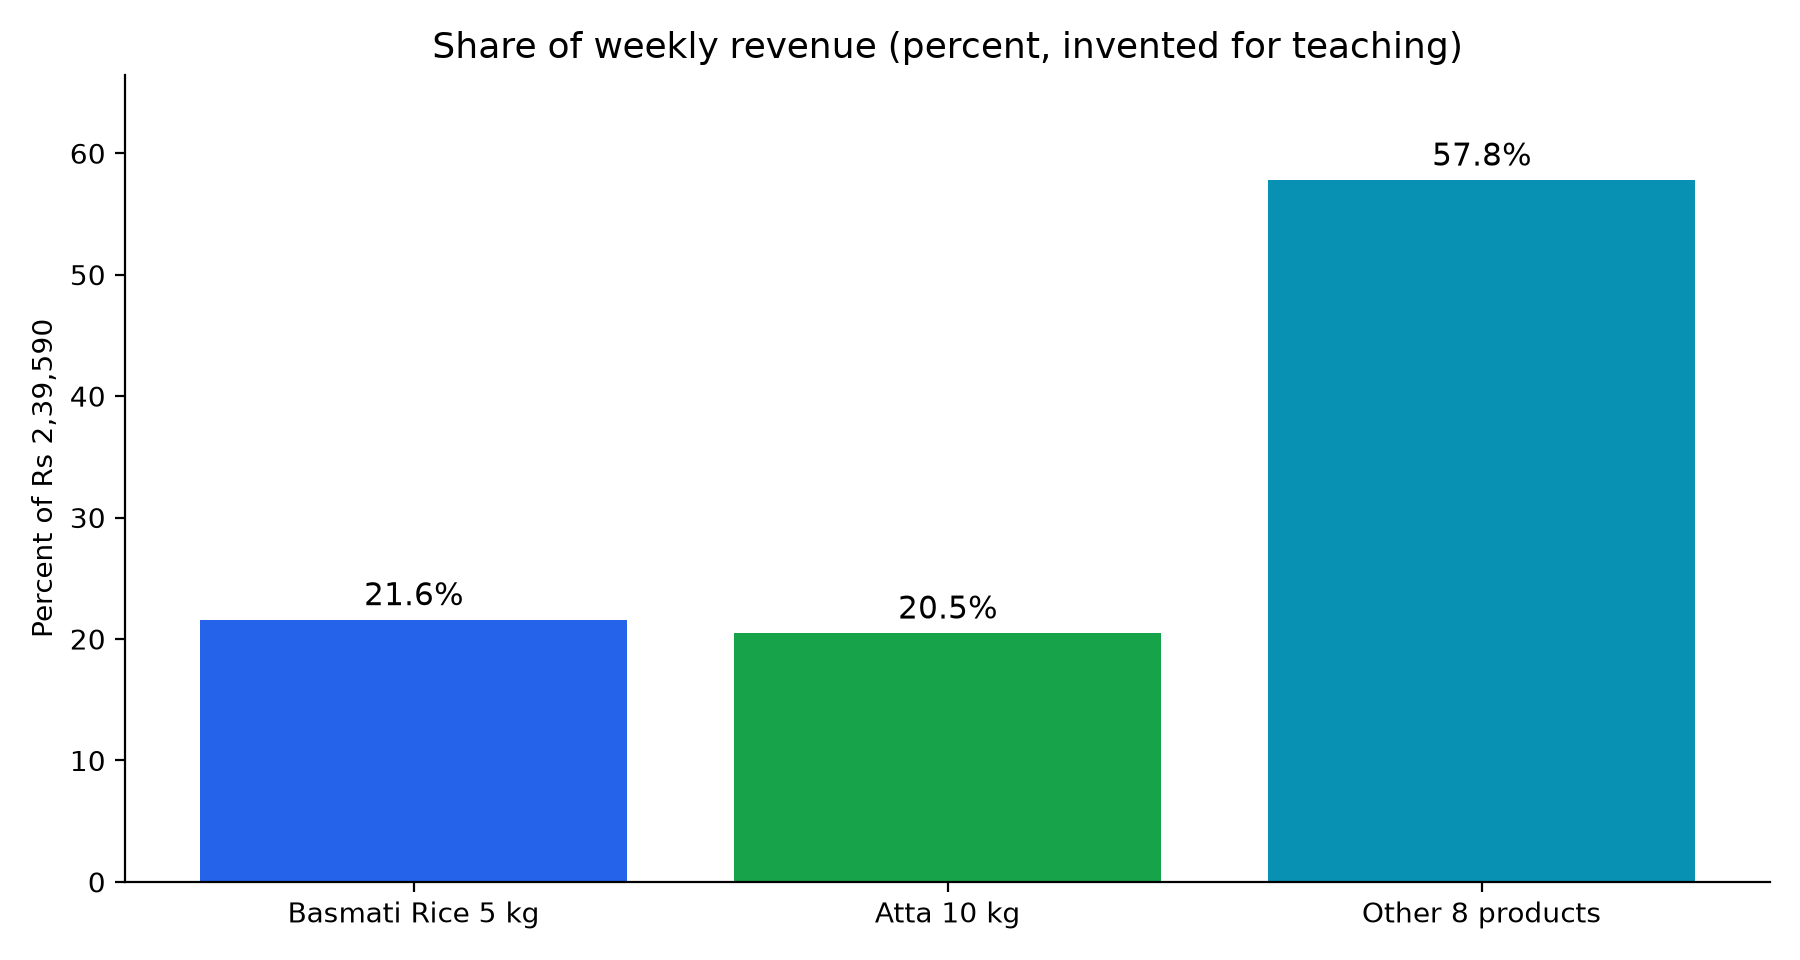 Share of weekly revenue (percent, invented for teaching)
Percent of Rs 2,39,590
60
50
40
30
20
10
0
21.6%
20.5%
57.8%
Basmati Rice 5 kg
Atta 10 kg
Other 8 products